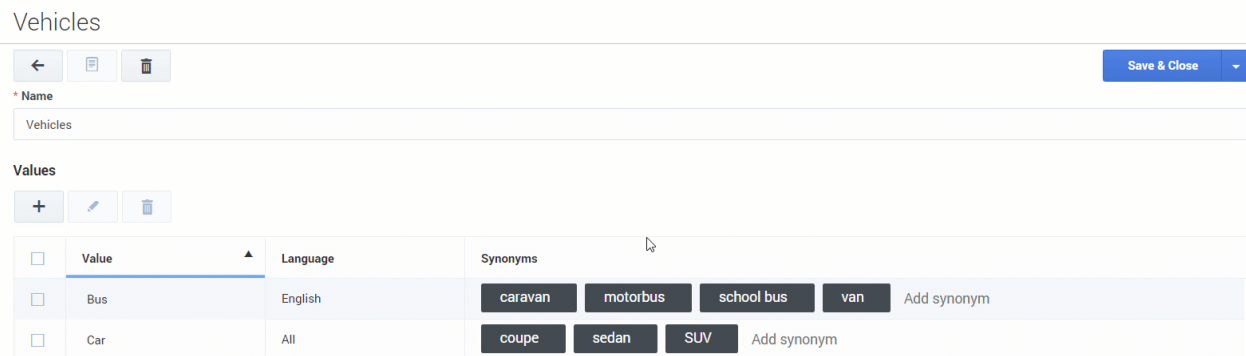 Vehicles
Save & Close
* Name
Vehicles
Values
Value Language Synonyms
Bus English caravan motorbus school bus van Add synonym
Car All coupe sedan SUV Add synonym